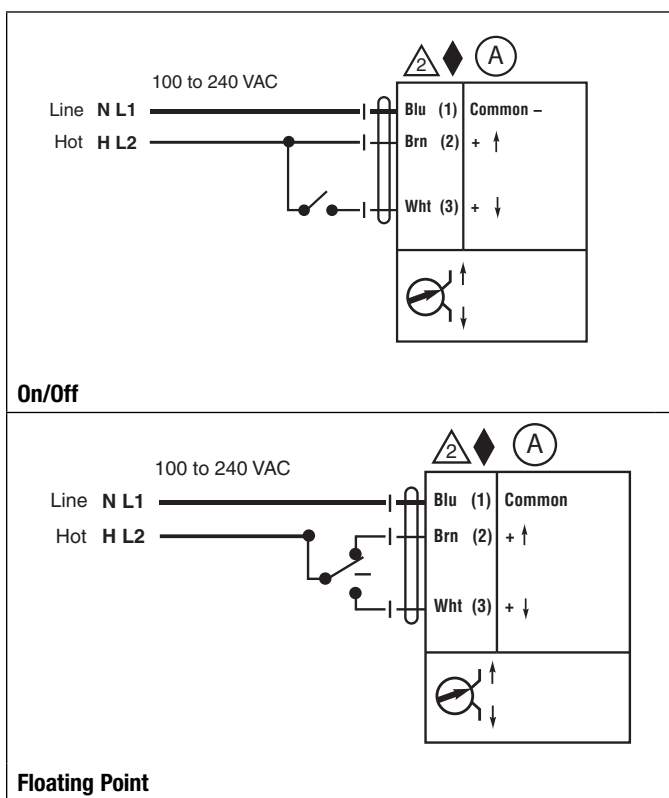 2 A
100 to 240 VAC
Line N L1 Blu (1) Common –
Hot H L2 Brn (2) + ↑
Wht (3) + ↓
↑
↓
On/Off
2 A
100 to 240 VAC
Line N L1 Blu (1) Common
Hot H L2 Brn (2) + ↑
Wht (3) + ↓
↑
↓
Floating Point